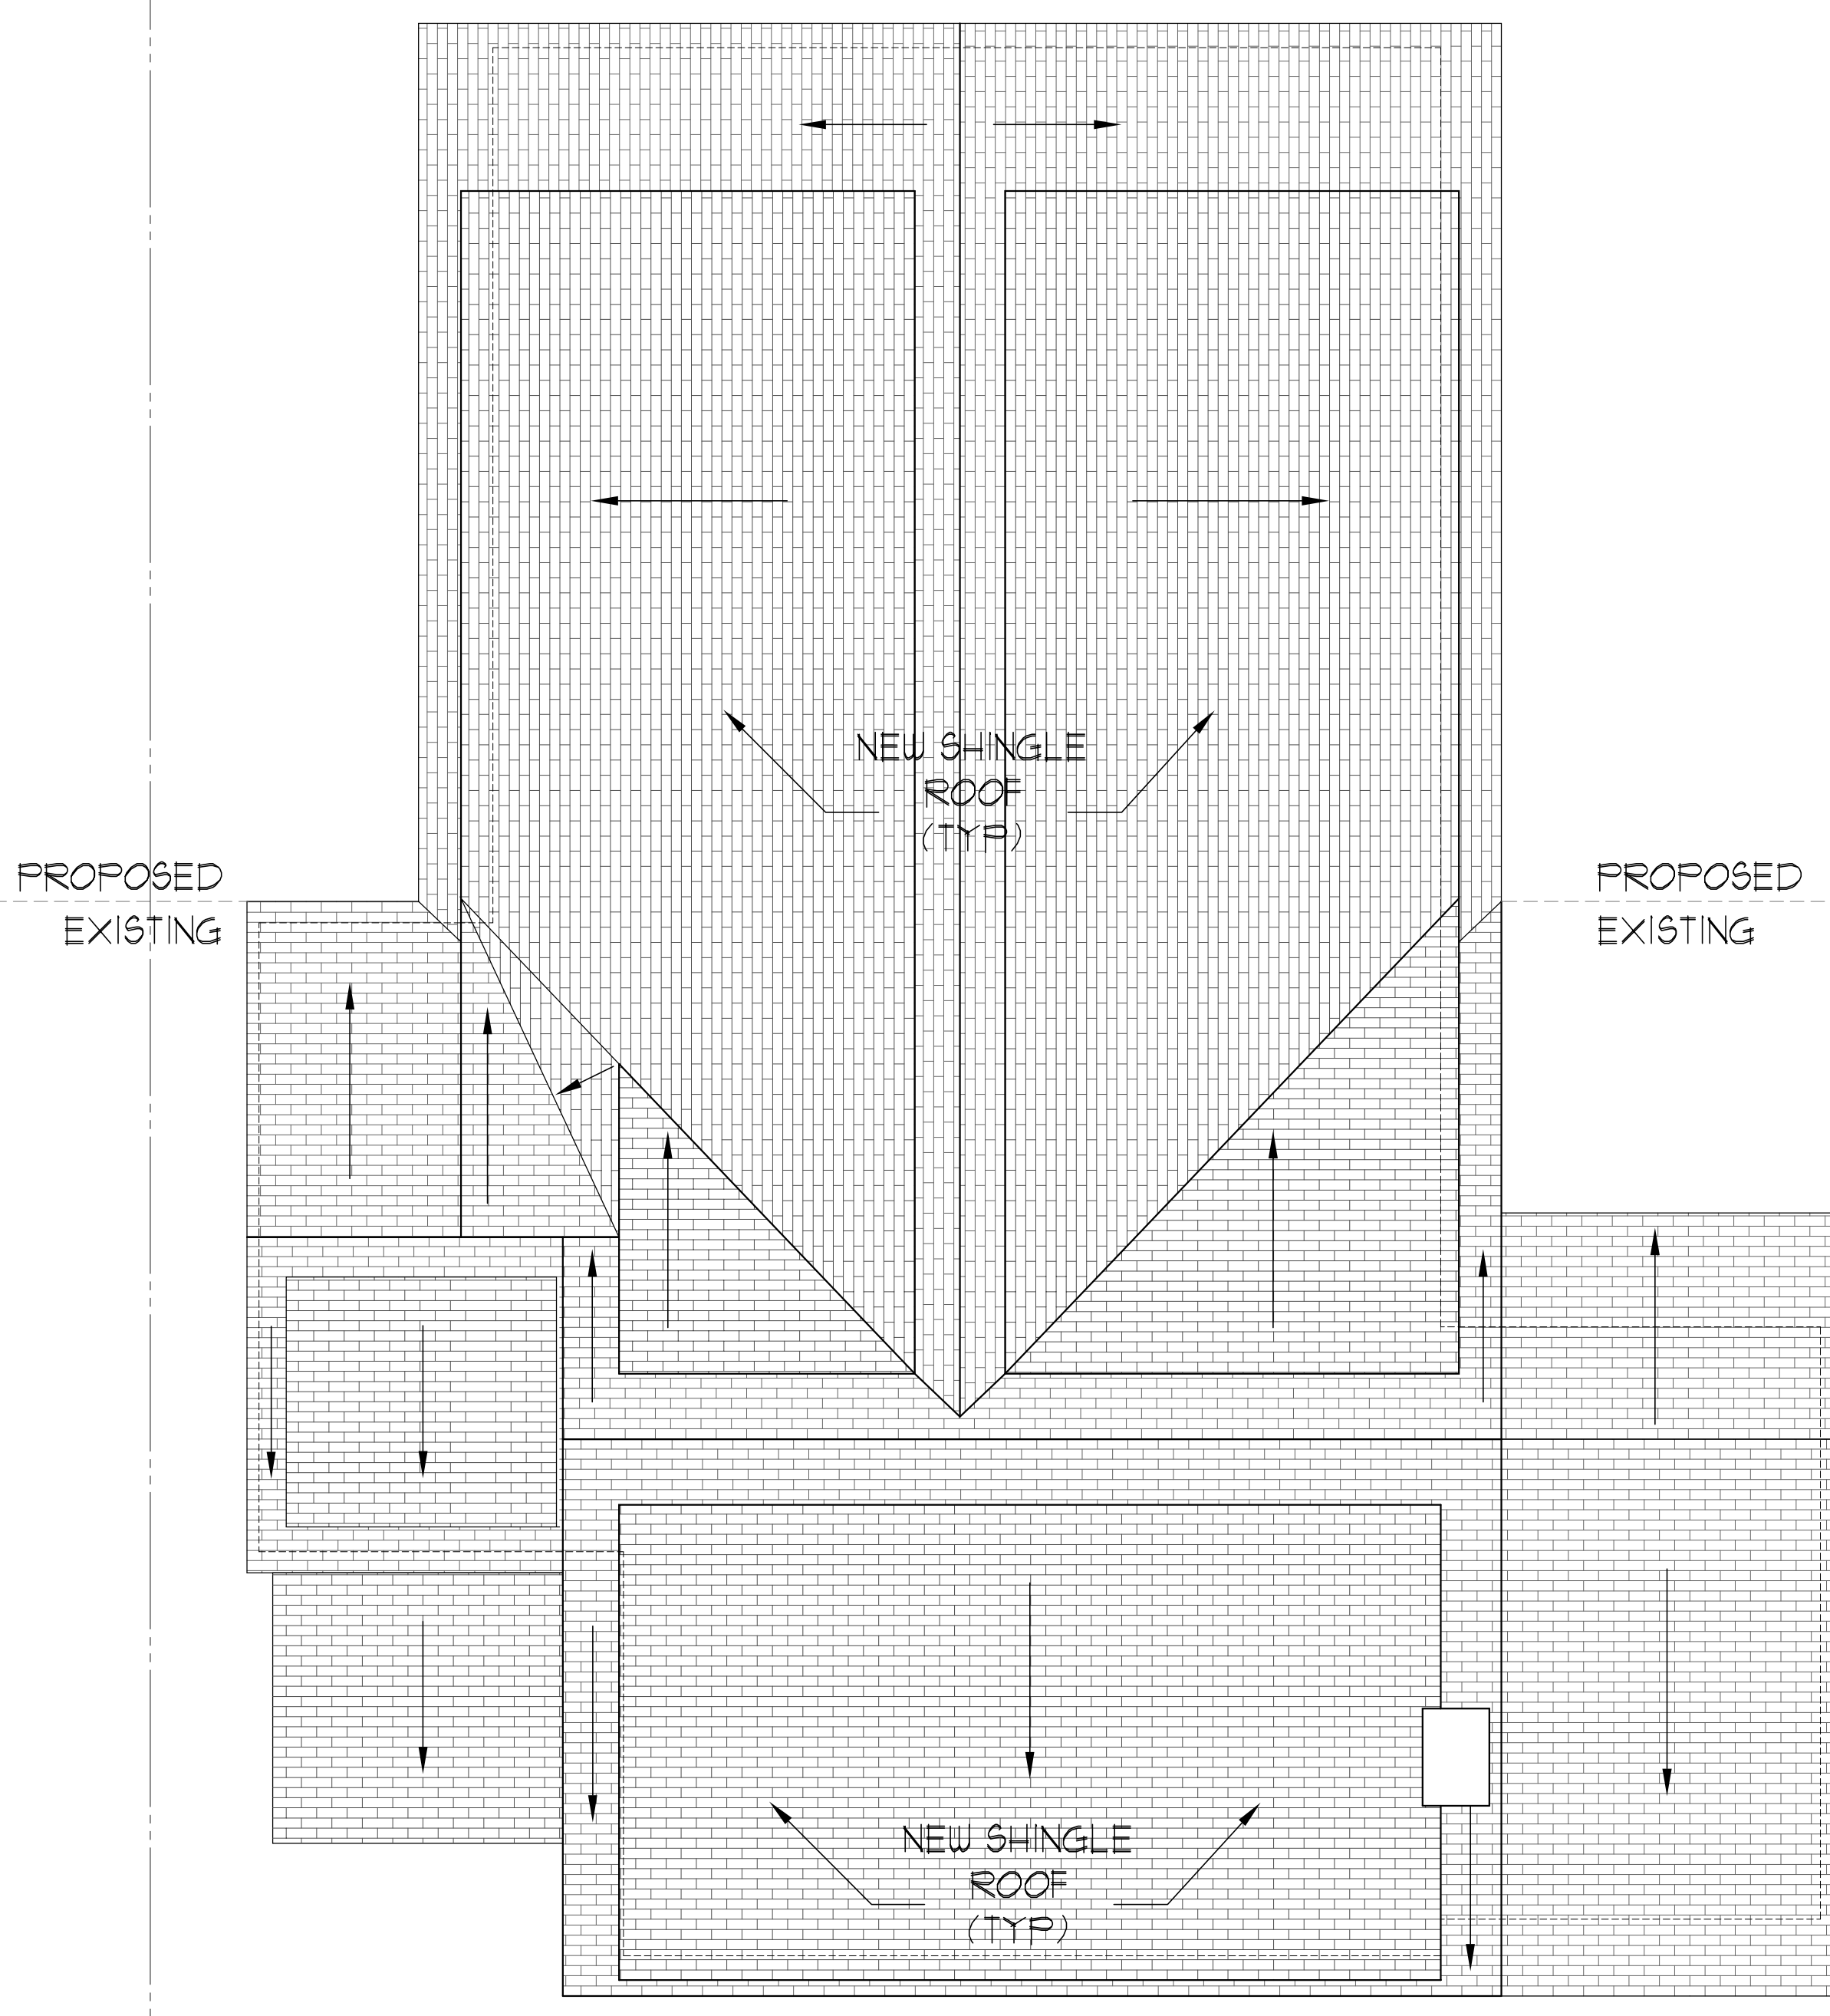 NEW SHINGLE
ROOF
(TYP)
PROPOSED
EXISTING
PROPOSED
EXISTING
NEW SHINGLE
ROOF
(TYP)